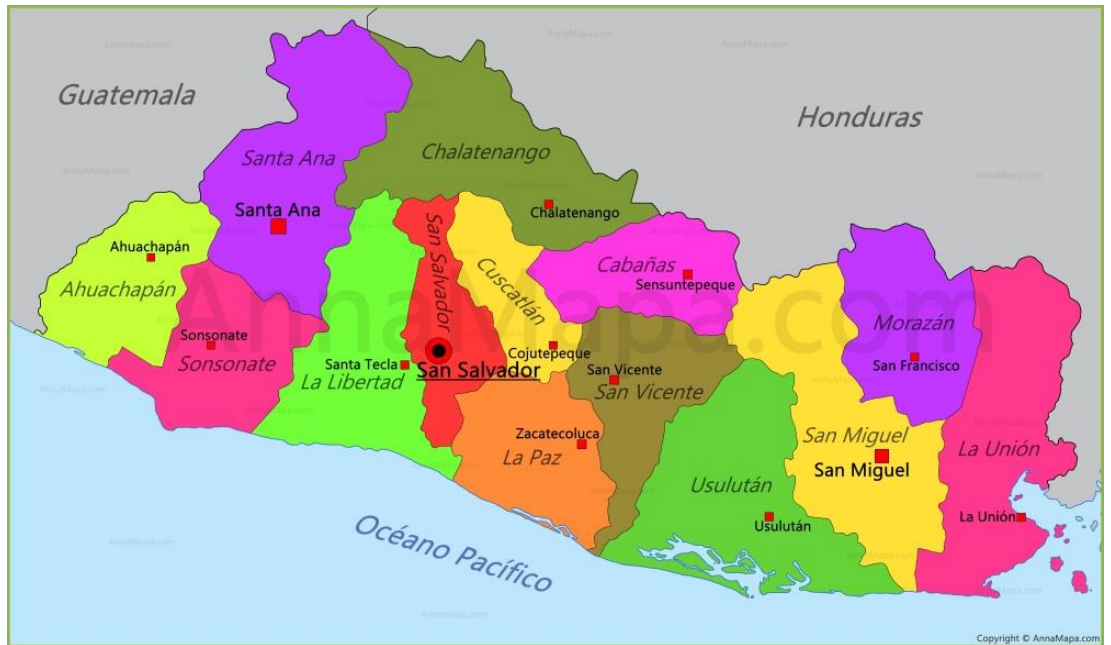 Guatemala
Honduras
Santa Ana
Santa Ana
Chalatenango
Chalatenango
Ahuachapán
Ahuachapán
Sonsonate
Sonsonate
La Libertad
Santa Tecla
San Salvador
San Salvador
Cuscatlán
Cojutepeque
Cabañas
Sensuntepeque
San Vicente
San Vicente
Zacatecoluca
La Paz
Usulután
Usulután
San Miguel
San Miguel
Morazán
San Francisco
La Unión
La Unión
Océano Pacífico
AnnaMapa.com
Copyright © AnnaMapa.com